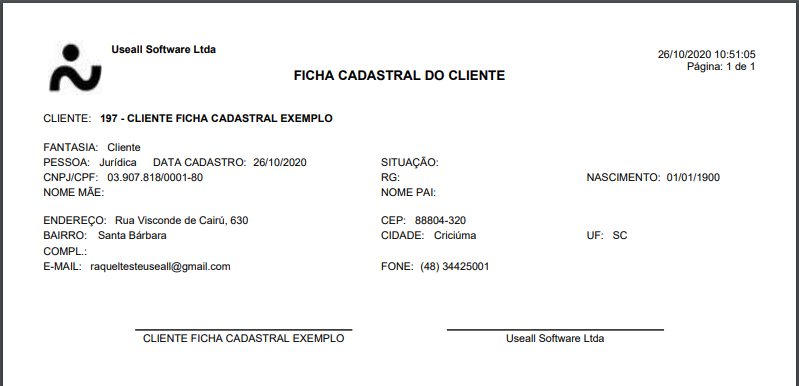 Useall Software Ltda
26/10/2020 10:51:05
Página: 1 de 1
FICHA CADASTRAL DO CLIENTE
CLIENTE: 197 - CLIENTE FICHA CADASTRAL EXEMPLO
FANTASIA: Cliente
PESSOA: Jurídica DATA CADASTRO: 26/10/2020 SITUAÇÃO:
CNPJ/CPF: 03.907.818/0001-80 RG: NASCIMENTO: 01/01/1900
NOME MÃE: NOME PAI:
ENDEREÇO: Rua Visconde de Cairú, 630 CEP: 88804-320
BAIRRO: Santa Bárbara CIDADE: Criciúma UF: SC
COMPL.:
E-MAIL: raqueltesteuseall@gmail.com FONE: (48) 34425001
CLIENTE FICHA CADASTRAL EXEMPLO Useall Software Ltda